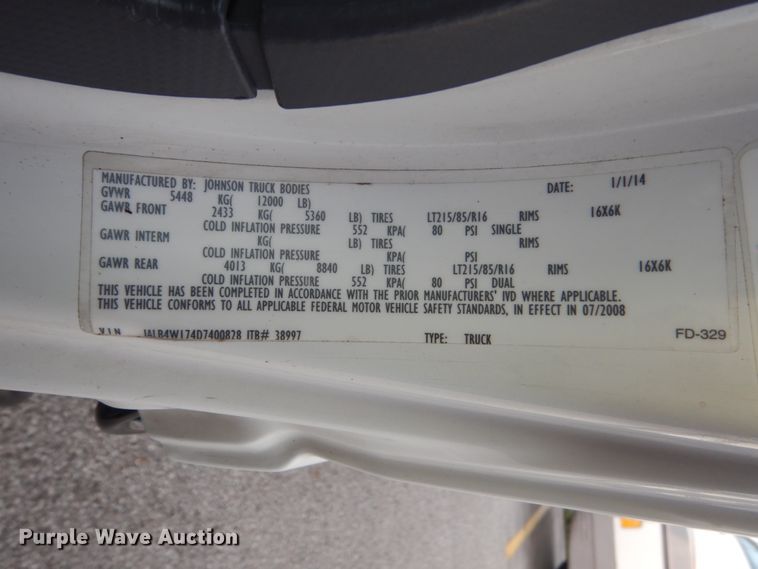 MANUFACTURED BY: JOHNSON TRUCK BODIES DATE: 1/1/14
GVWR 5448 KG( 12000 LB)
GAWR FRONT 2433 KG( 5360 LB) TIRES LT215/85/R16 RIMS 16X6K
COLD INFLATION PRESSURE 552 KPA( 80 PSI SINGLE
GAWR INTERM KG( LB) TIRES RIMS
COLD INFLATION PRESSURE KPA( PSI
GAWR REAR 4013 KG( 8840 LB) TIRES LT215/85/R16 RIMS 16X6K
COLD INFLATION PRESSURE 552 KPA( 80 PSI DUAL
THIS VEHICLE HAS BEEN COMPLETED IN ACCORDANCE WITH THE PRIOR MANUFACTURERS' IVD WHERE APPLICABLE.
THIS VEHICLE CONFORMS TO ALL APPLICABLE FEDERAL MOTOR VEHICLE SAFETY STANDARDS, IN EFFECT IN 07/2008
V.I.N. JALB4W174D7400828 ITB# 38997 TYPE: TRUCK FD-329
Purple Wave Auction